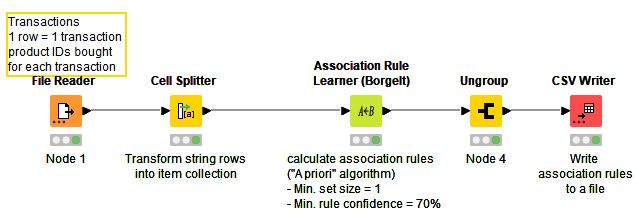 Transactions
1 row = 1 transaction
product IDs bought
for each transaction
File Reader
Node 1
Cell Splitter
[a]
Transform string rows
into item collection
Association Rule
Learner (Borgelt)
A←B
calculate association rules
("A priori" algorithm)
- Min. set size = 1
- Min. rule confidence = 70%
Ungroup
Node 4
CSV Writer
Write
association rules
to a file